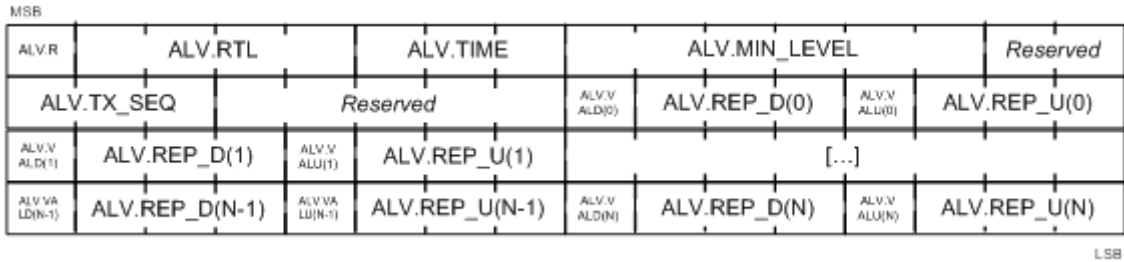 MSB
ALV.R ALV.RTL ALV.TIME ALV.MIN_LEVEL Reserved
ALV.TX_SEQ Reserved ALV.V ALD(0) ALV.REP_D(0) ALV.V ALU(0) ALV.REP_U(0)
ALV.V ALD(1) ALV.REP_D(1) ALV.V ALU(1) ALV.REP_U(1) [...]
ALV.VA LD(N-1) ALV.REP_D(N-1) ALV.VA LU(N-1) ALV.REP_U(N-1) ALV.V ALD(N) ALV.REP_D(N) ALV.V ALU(N) ALV.REP_U(N)
LSB